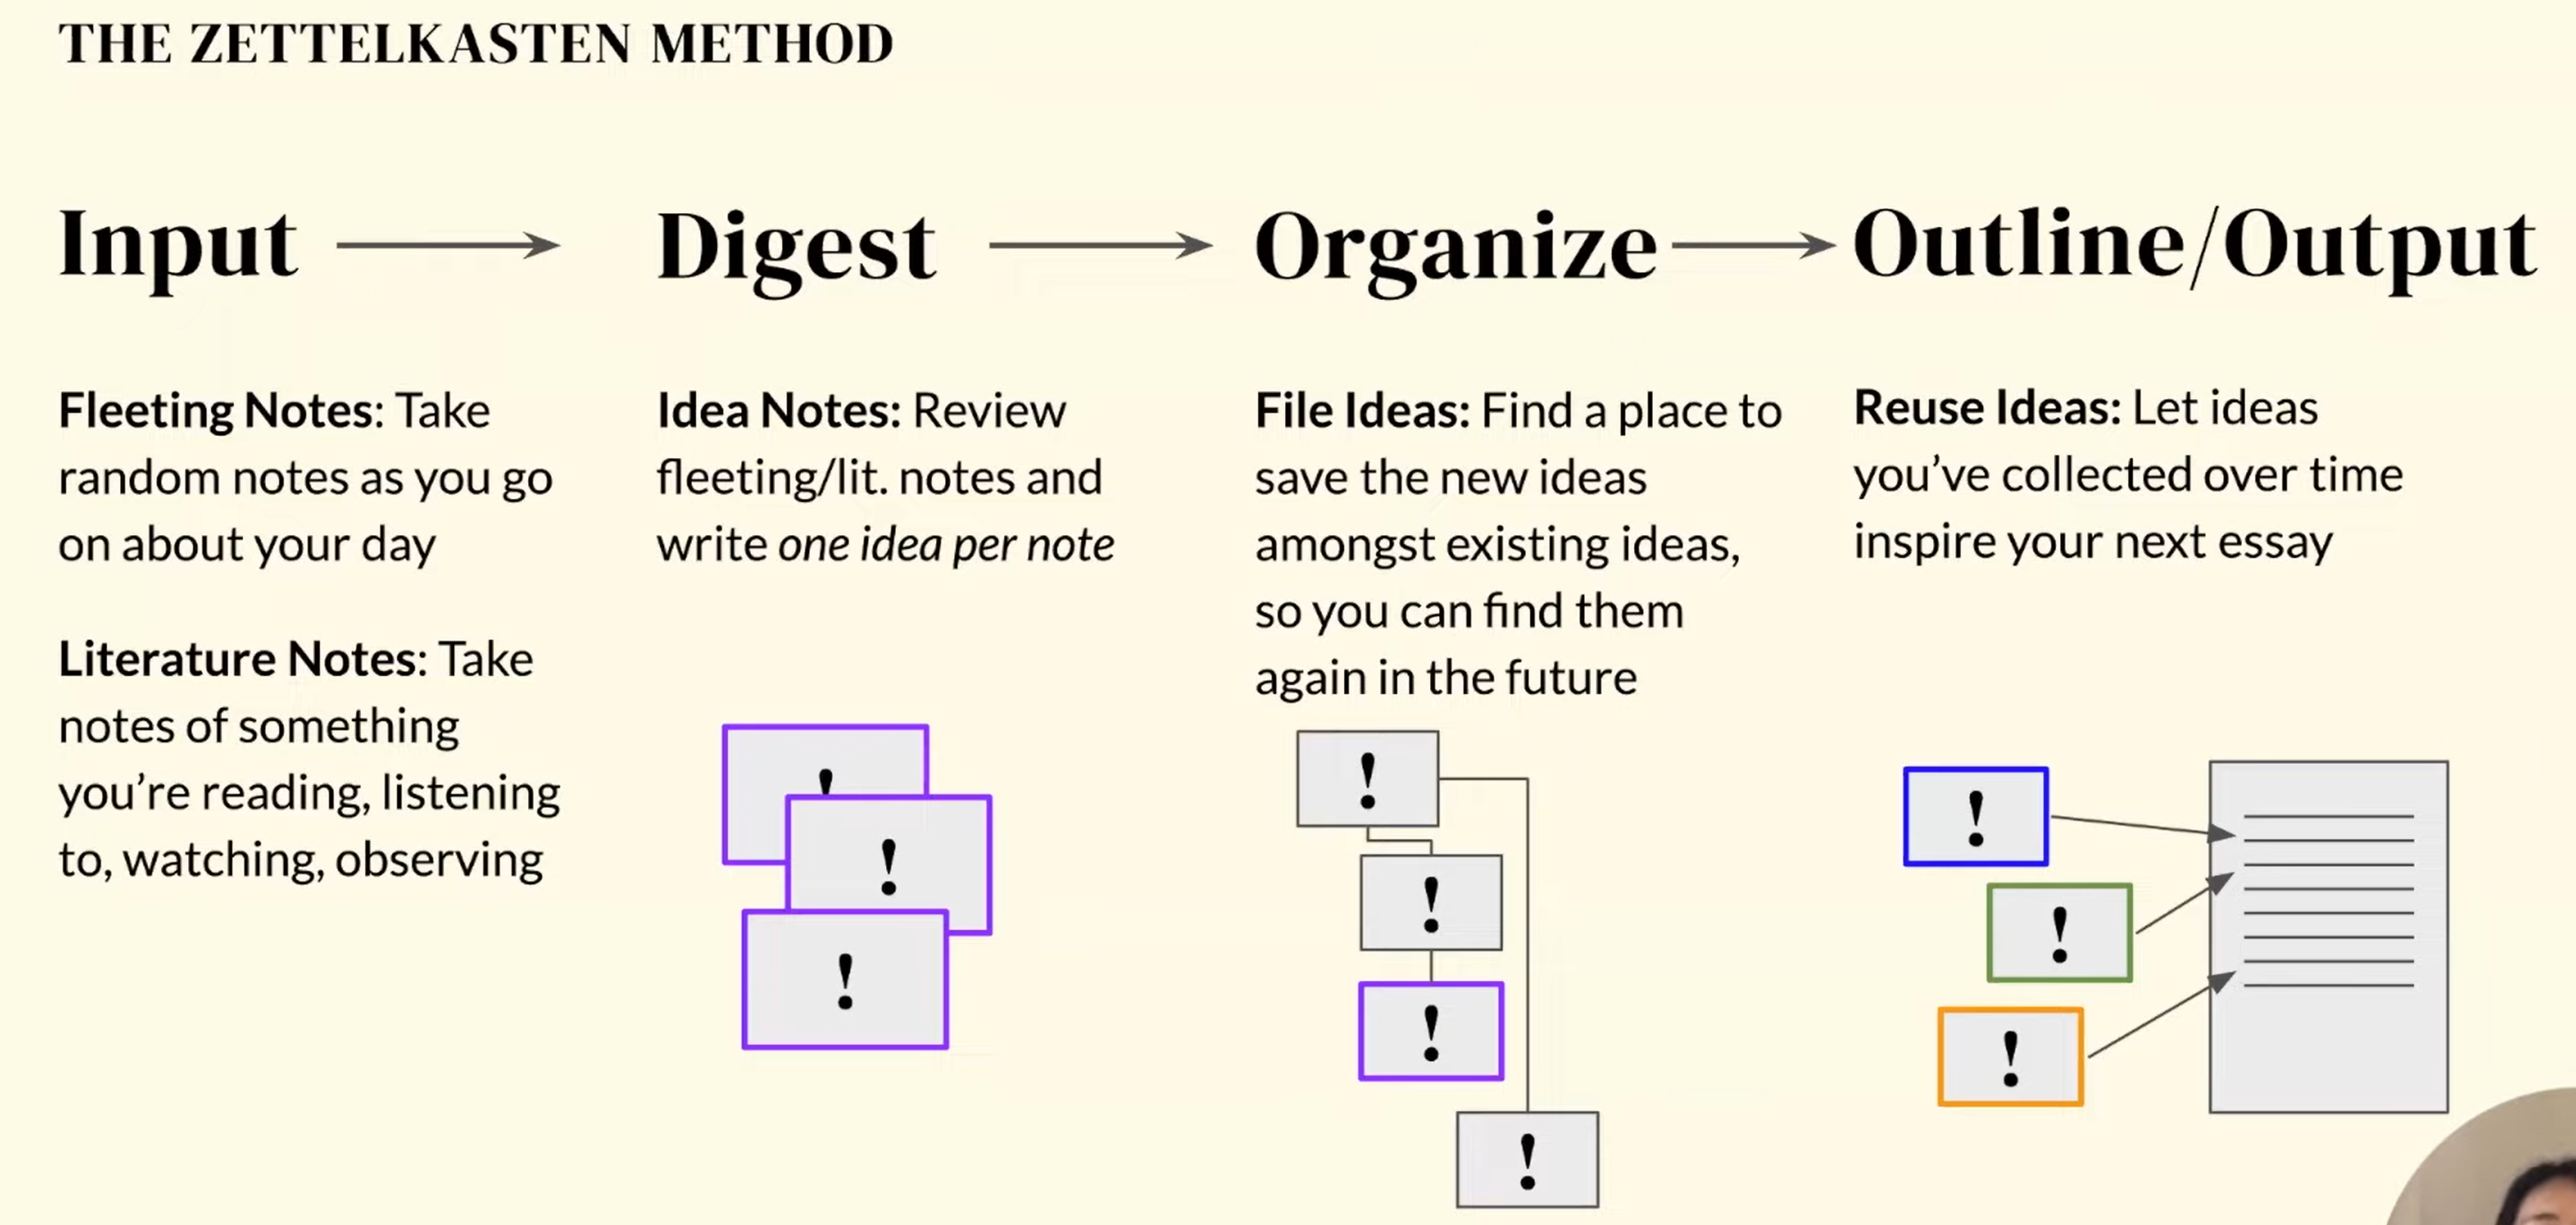 THE ZETTELKASTEN METHOD
Input
Fleeting Notes: Take
random notes as you go
on about your day
Literature Notes: Take
notes of something
you’re reading, listening
to, watching, observing
Digest
Idea Notes: Review
fleeting/lit. notes and
write one idea per note
!
!
!
Organize
File Ideas: Find a place to
save the new ideas
amongst existing ideas,
so you can find them
again in the future
!
!
!
!
Outline/Output
Reuse Ideas: Let ideas
you’ve collected over time
inspire your next essay
!
!
!